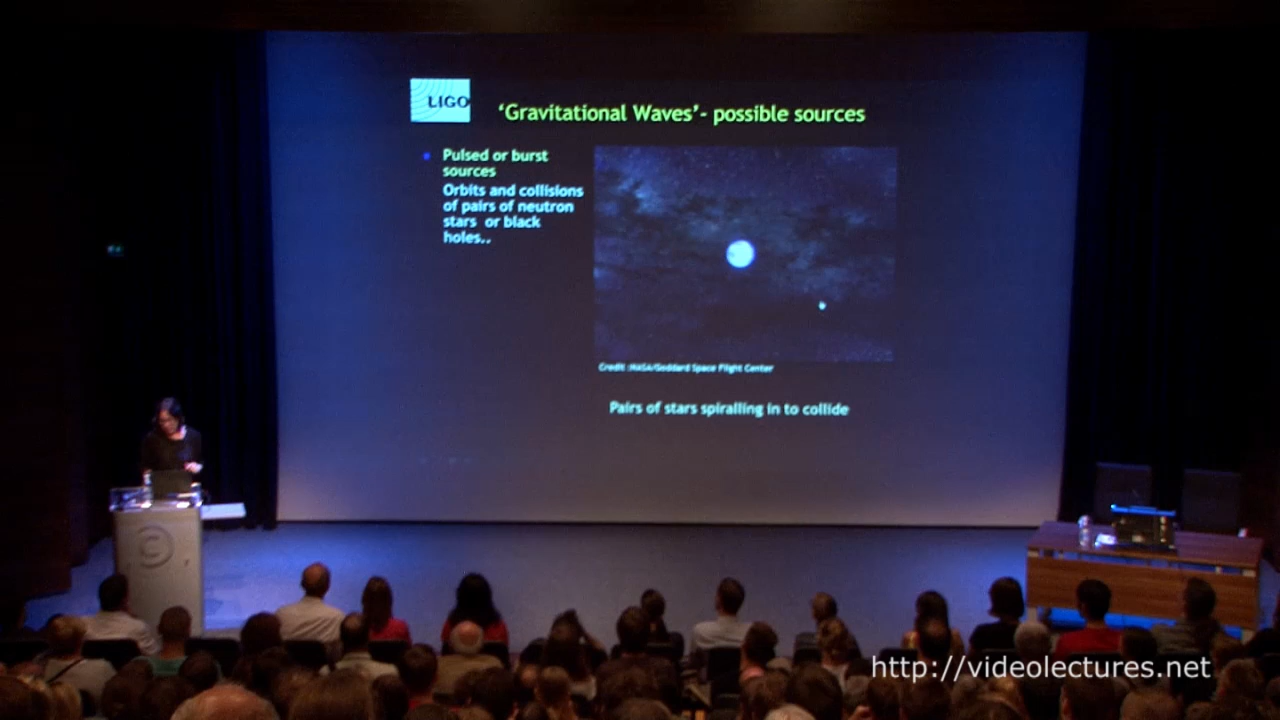 LIGO
‘Gravitational Waves’- possible sources
Pulsed or burst
sources
Orbits and collisions
of pairs of neutron
stars or black
holes..
Credit :NASA/Goddard Space Flight Center
Pairs of stars spiralling in to collide
http://videolectures.net